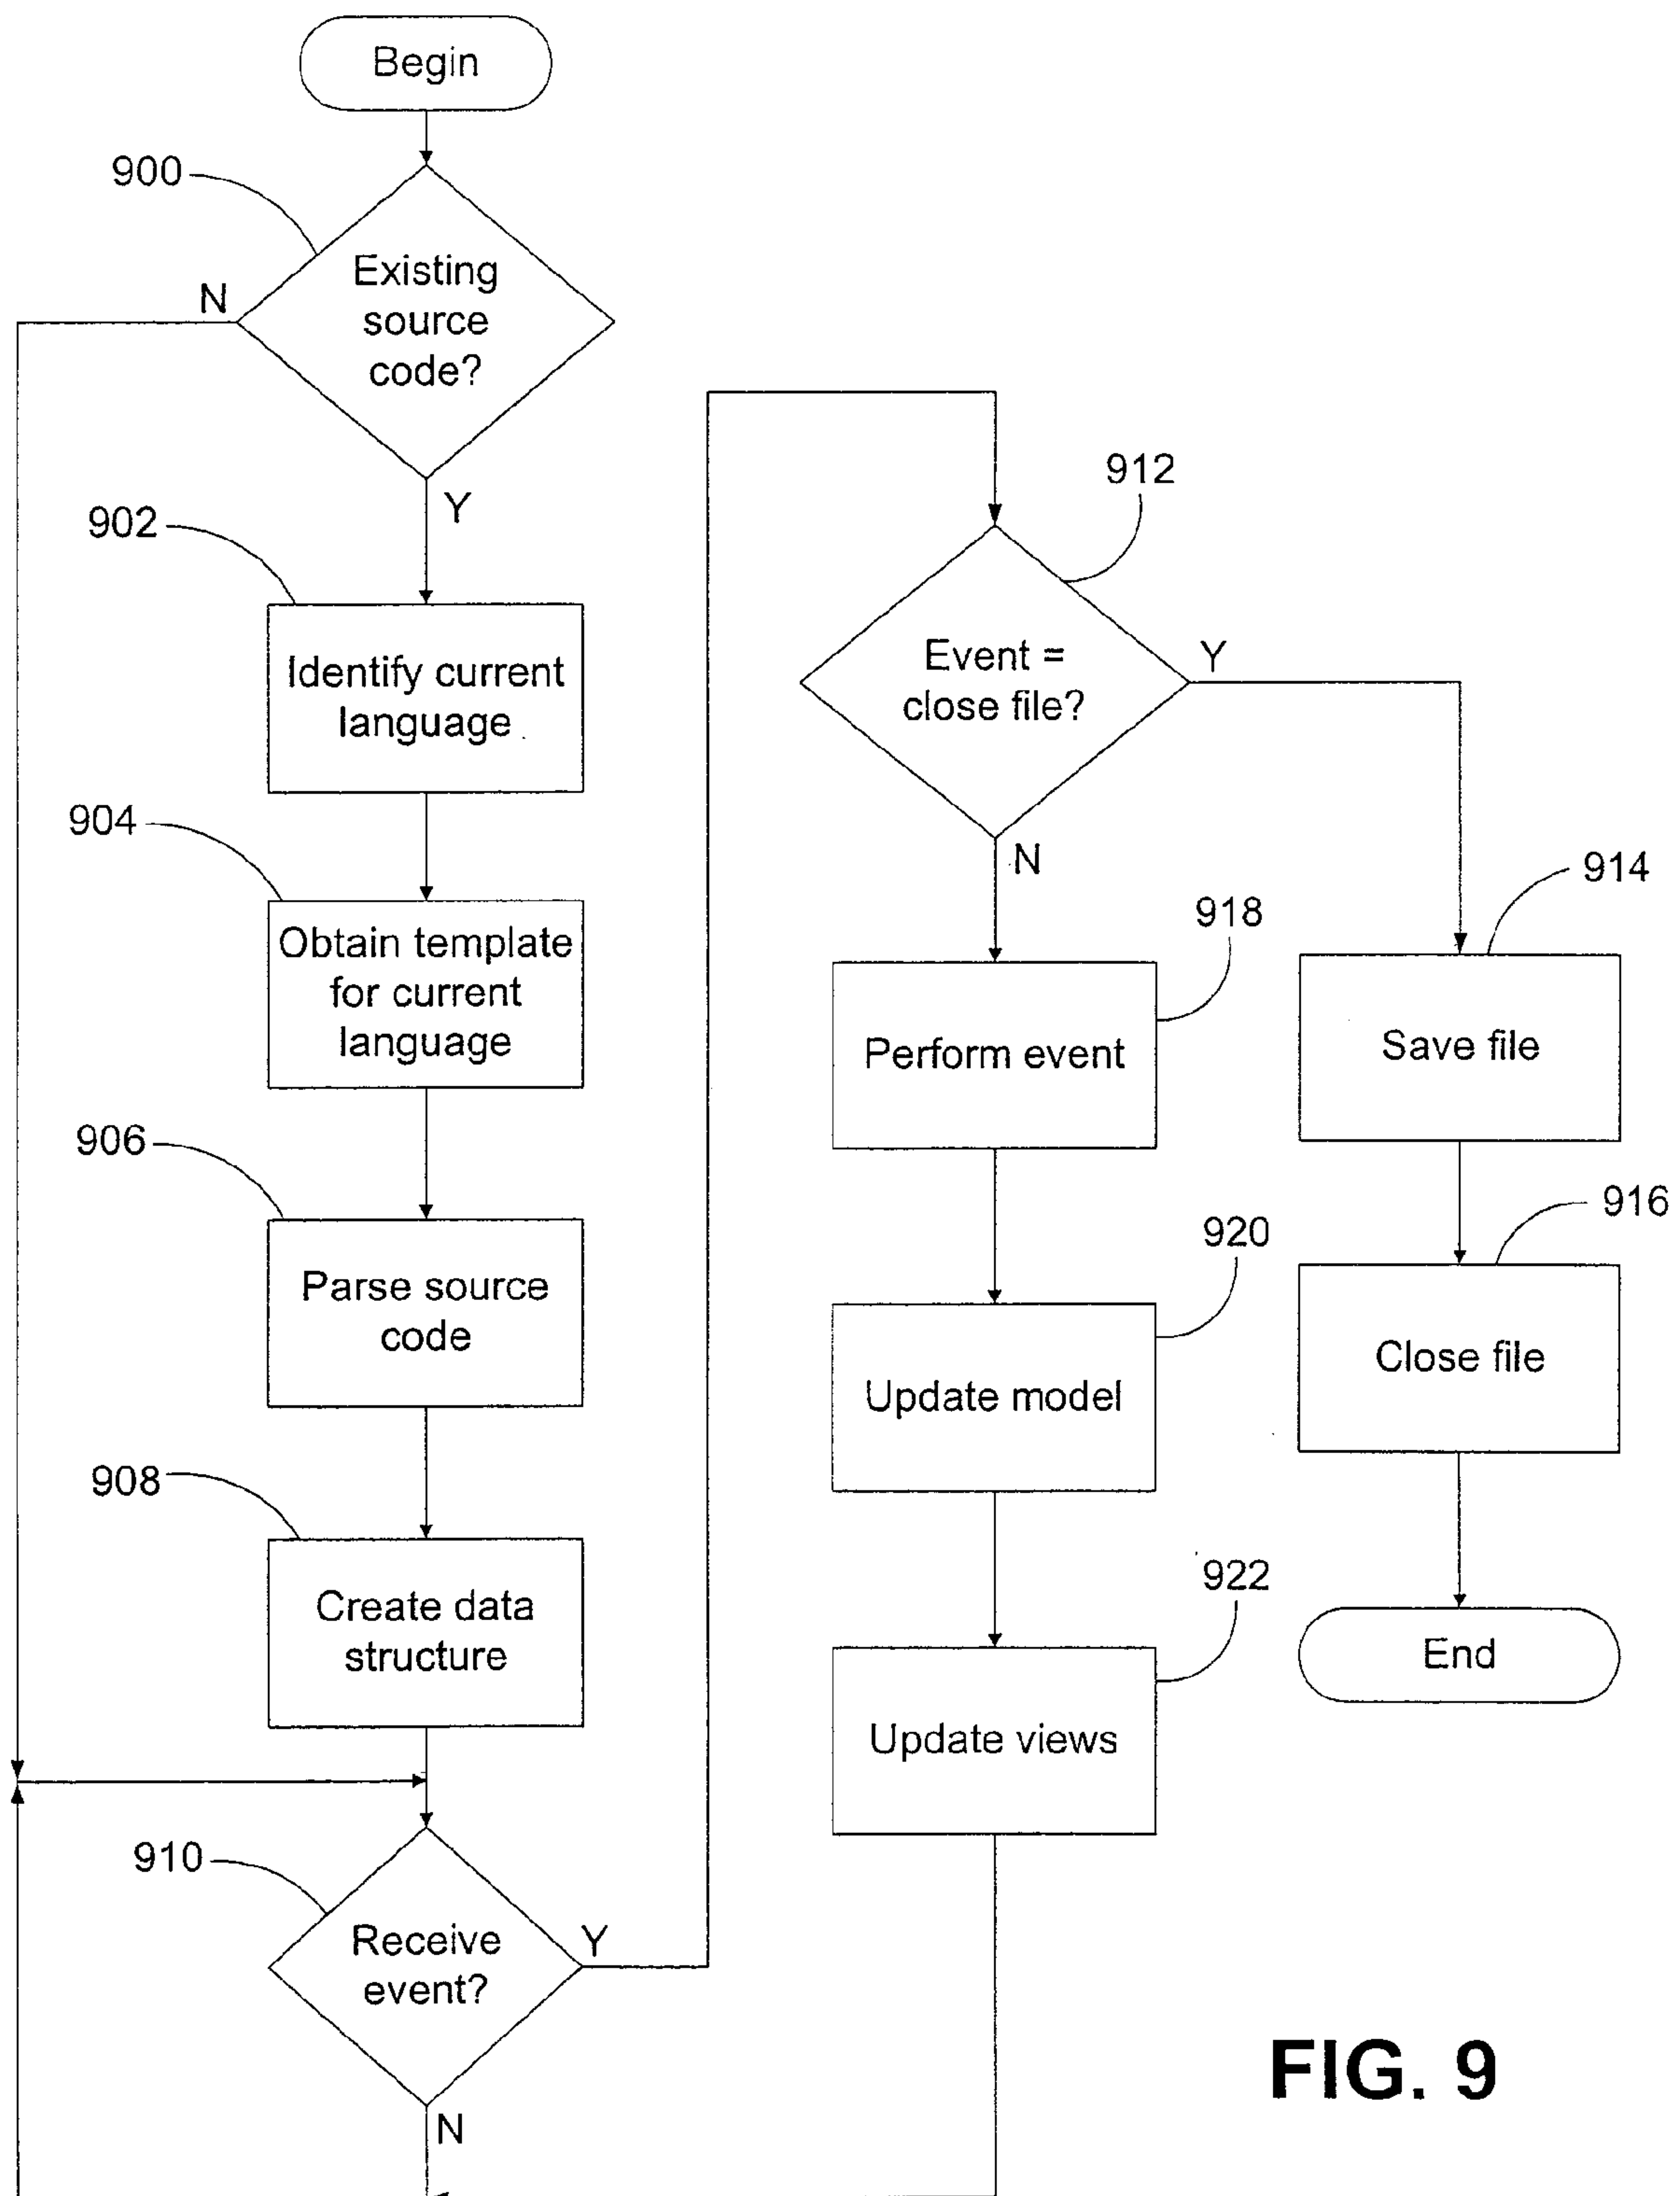 Begin
900
Existing
source
code?
N
Y
902
Identify current
language
904
Obtain template
for current
language
906
Parse source
code
908
Create data
structure
910
Receive
event?
Y
N
912
Event =
close file?
Y
N
918
Perform event
920
Update model
922
Update views
914
Save file
916
Close file
End
FIG. 9